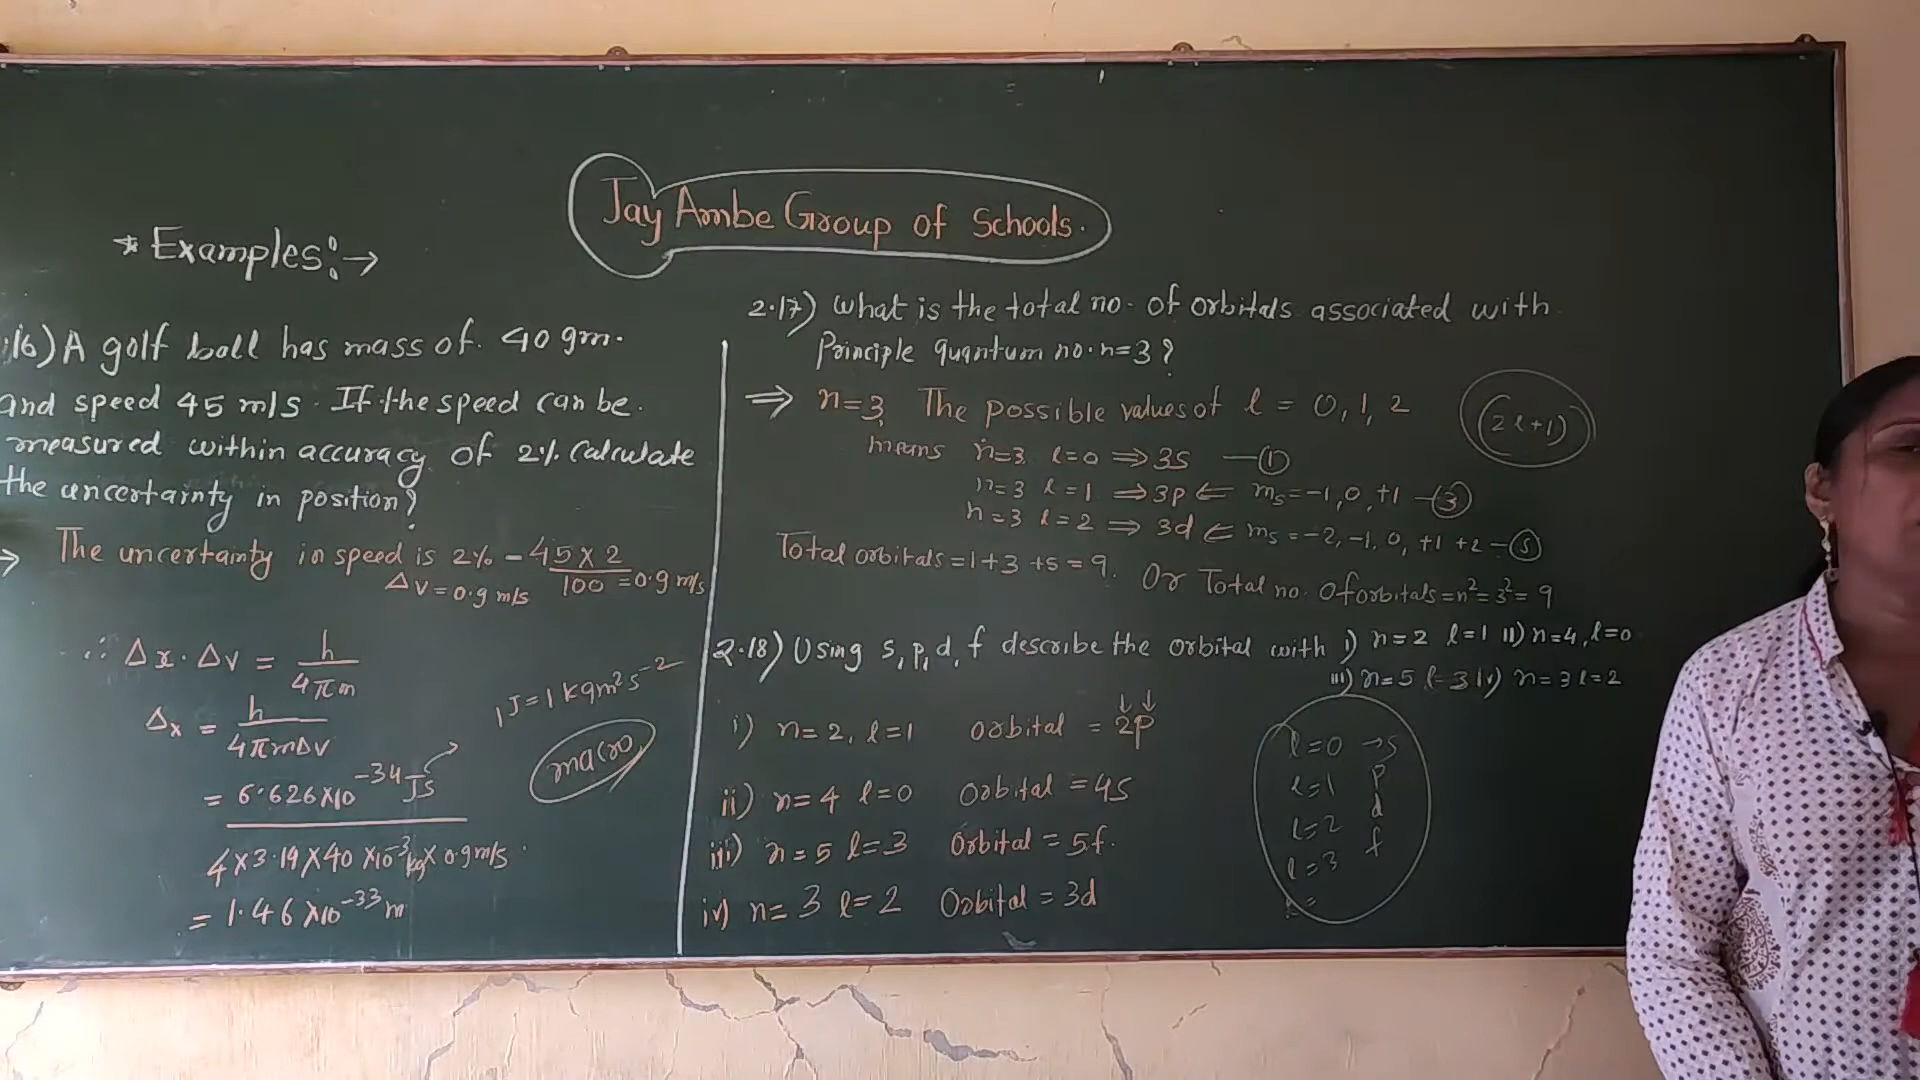 Jay Ambe Group of Schools.
* Examples:→
.16) A golf ball has mass of 40 gm.
and speed 45 m/s. If the speed can be
measured within accuracy of 2% calculate
the uncertainty in position?
→ The uncertainty in speed is 2% - 45 X 2 / 100 = 0.9 m/s
ΔV = 0.9 m/s
∴ Δx · ΔV = h / 4πm
Δx = h / 4πmΔV
= 6.626 X 10⁻³⁴ Js
4 X 3.14 X 40 X 10⁻³ kg X 0.9 m/s
= 1.46 X 10⁻³³ m
1J = 1 kgm²s⁻²
macro
2.17) What is the total no. of orbitals associated with
Principle quantum no. n=3?
⇒ n=3, The possible values of l = 0, 1, 2
(2l+1)
means n=3 l=0 ⇒ 3s — ①
n=3 l=1 ⇒ 3p ⇐ ms = -1, 0, +1 — ③
n=3 l=2 ⇒ 3d ⇐ ms = -2, -1, 0, +1 +2 — ⑤
Total orbitals = 1+3+5 = 9. Or Total no. of orbitals = n² = 3² = 9
2.18) Using s, p, d, f describe the orbital with i) n=2 l=1 ii) n=4, l=0
iii) n=5 l=3 iv) n=3 l=2
i) n=2, l=1 orbital = 2p
ii) n=4 l=0 Orbital = 4s
iii) n=5 l=3 Orbital = 5f.
iv) n=3 l=2 Orbital = 3d
l=0 → s
l=1 p
l=2 d
l=3 f